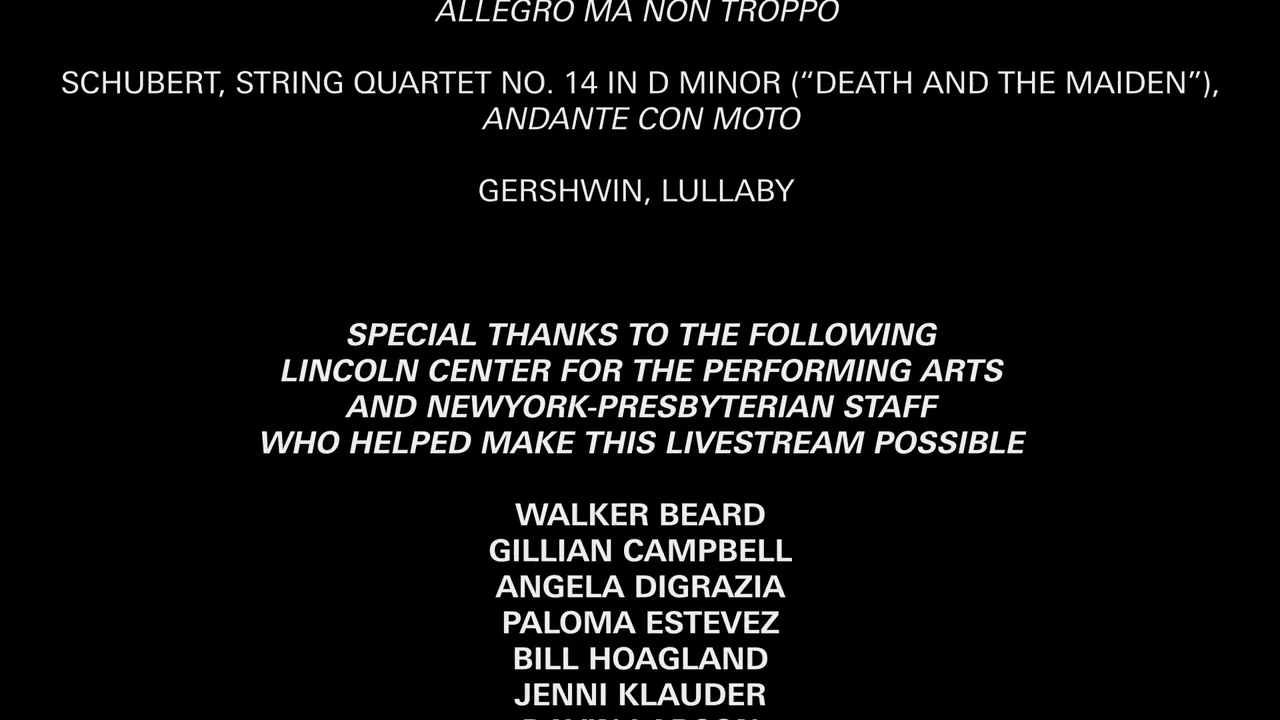 ALLEGRO MA NON TROPPO
SCHUBERT, STRING QUARTET NO. 14 IN D MINOR (“DEATH AND THE MAIDEN”),
ANDANTE CON MOTO
GERSHWIN, LULLABY
SPECIAL THANKS TO THE FOLLOWING
LINCOLN CENTER FOR THE PERFORMING ARTS
AND NEWYORK-PRESBYTERIAN STAFF
WHO HELPED MAKE THIS LIVESTREAM POSSIBLE
WALKER BEARD
GILLIAN CAMPBELL
ANGELA DIGRAZIA
PALOMA ESTEVEZ
BILL HOAGLAND
JENNI KLAUDER